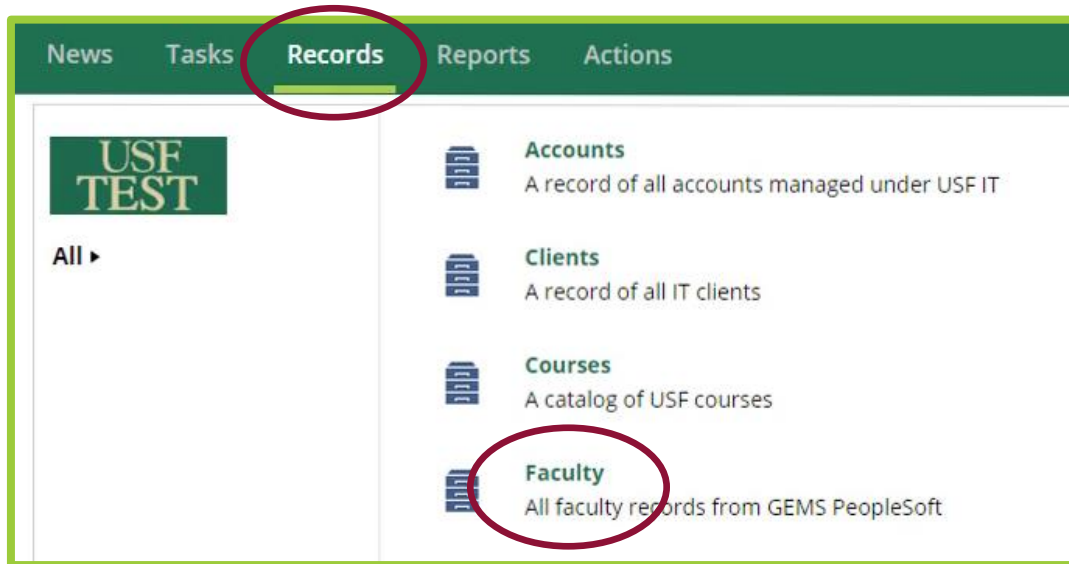 News Tasks Records Reports Actions
USF
TEST
All
Accounts
A record of all accounts managed under USF IT
Clients
A record of all IT clients
Courses
A catalog of USF courses
Faculty
All faculty records from GEMS PeopleSoft